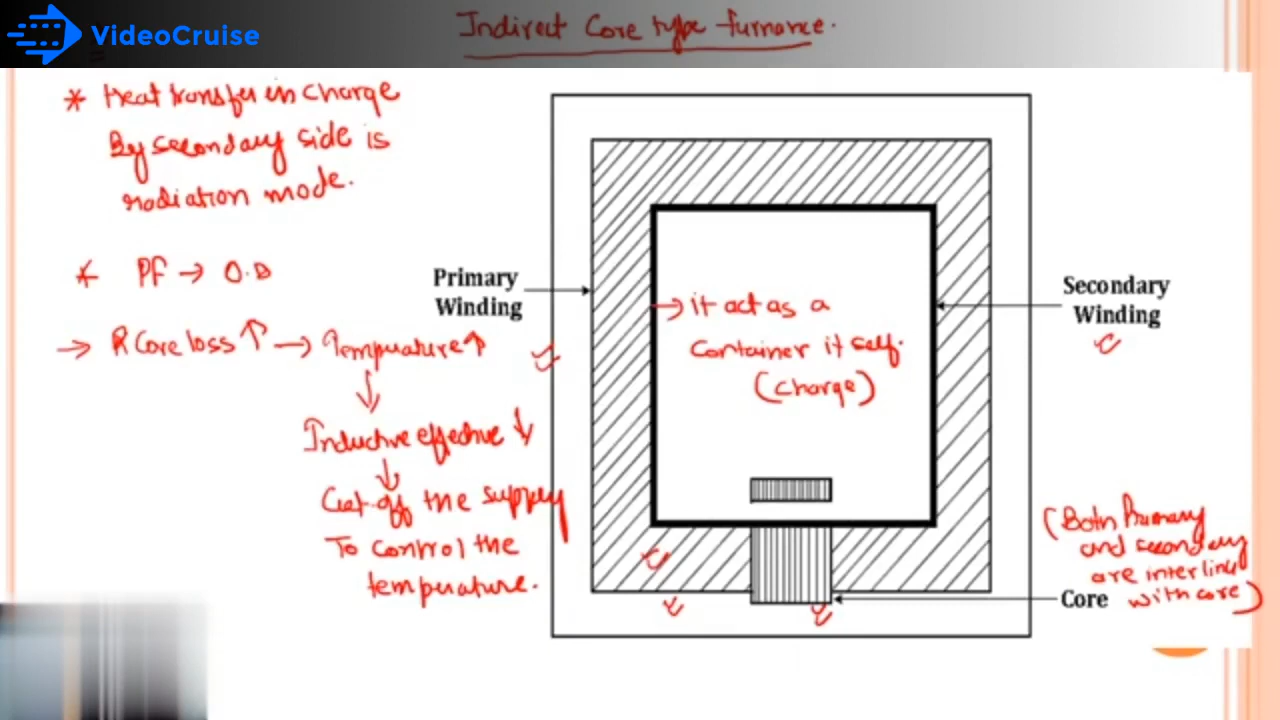 VideoCruise
Indirect Core type furnance.
* Heat transfer in charge
By secondary side is
radiation mode.
* PF → 0.8
→ R Core loss ↑ → Tempurature ↑
↓
Inductive effective ↓
↓
Cut-off the supply
To control the
temperature.
Primary
Winding
→ it act as a
Container it self.
(Charge)
Secondary
Winding
Core
(Both Primary
and secondary
are interlink
with core)